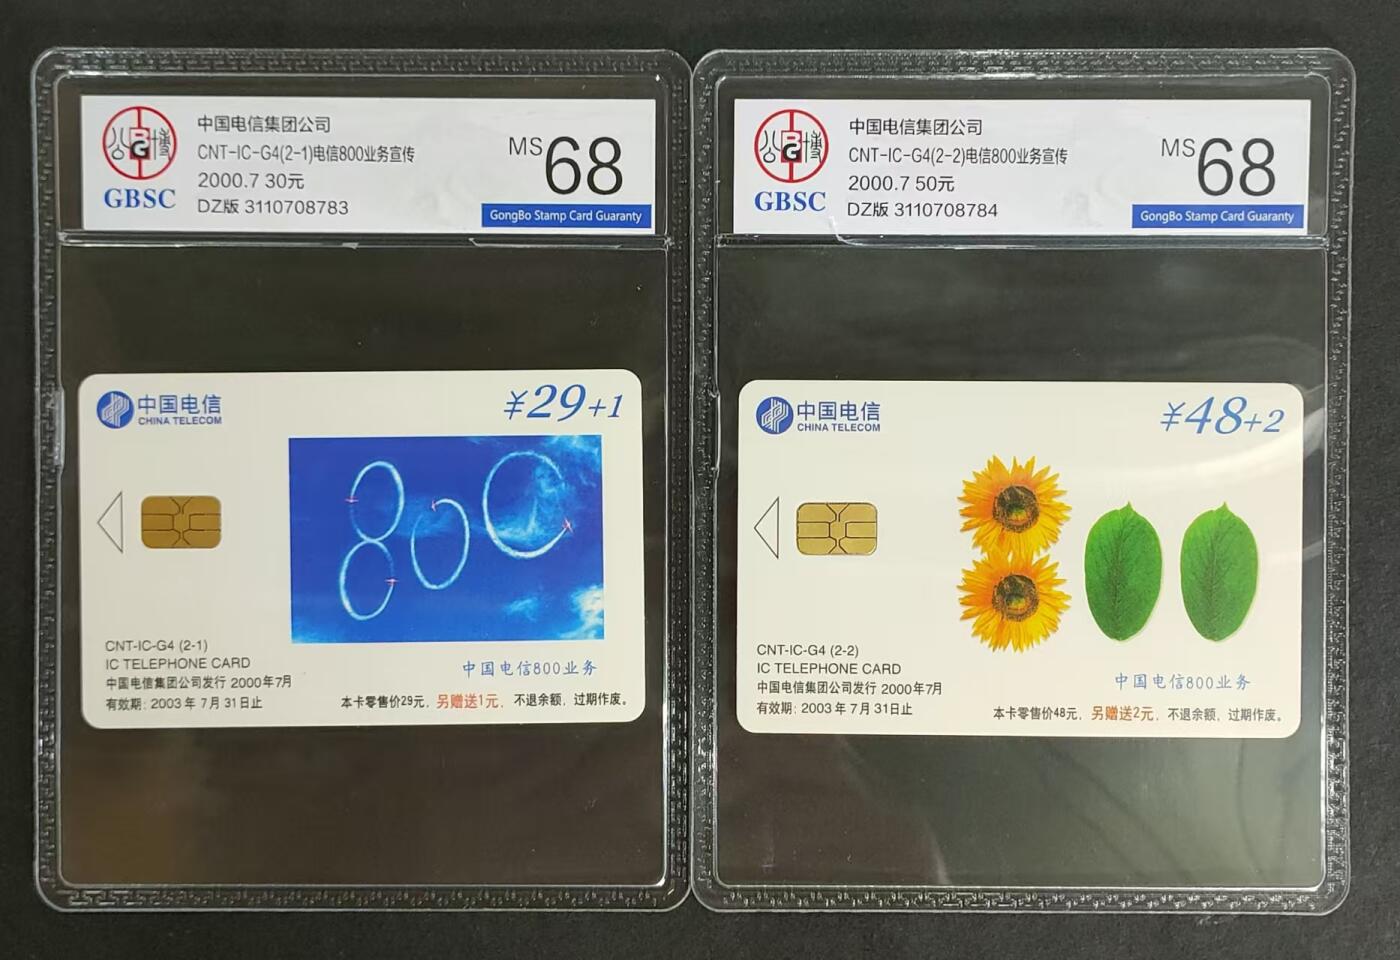 中国电信集团公司
CNT-IC-G4(2-1)电信800业务宣传
2000.7 30元
DZ版 3110708783
GBSC
MS 68
GongBo Stamp Card Guaranty
中国电信
CHINA TELECOM
¥29+1
800
CNT-IC-G4 (2-1)
IC TELEPHONE CARD
中国电信集团公司发行 2000年7月
有效期: 2003年7月31日止
中国电信800业务
本卡零售价29元, 另赠送1元, 不退余额, 过期作废。
中国电信集团公司
CNT-IC-G4(2-2)电信800业务宣传
2000.7 50元
DZ版 3110708784
GBSC
MS 68
GongBo Stamp Card Guaranty
中国电信
CHINA TELECOM
¥48+2
CNT-IC-G4 (2-2)
IC TELEPHONE CARD
中国电信集团公司发行 2000年7月
有效期: 2003年7月31日止
中国电信800业务
本卡零售价48元, 另赠送2元, 不退余额, 过期作废。